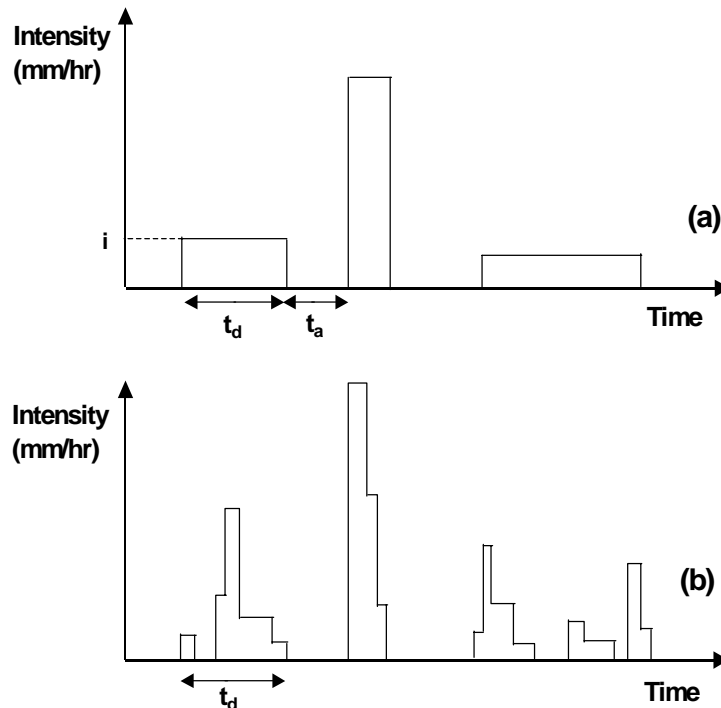 Intensity
(mm/hr)
(a)
i
Time
t_d
t_a
Intensity
(mm/hr)
(b)
t_d
Time